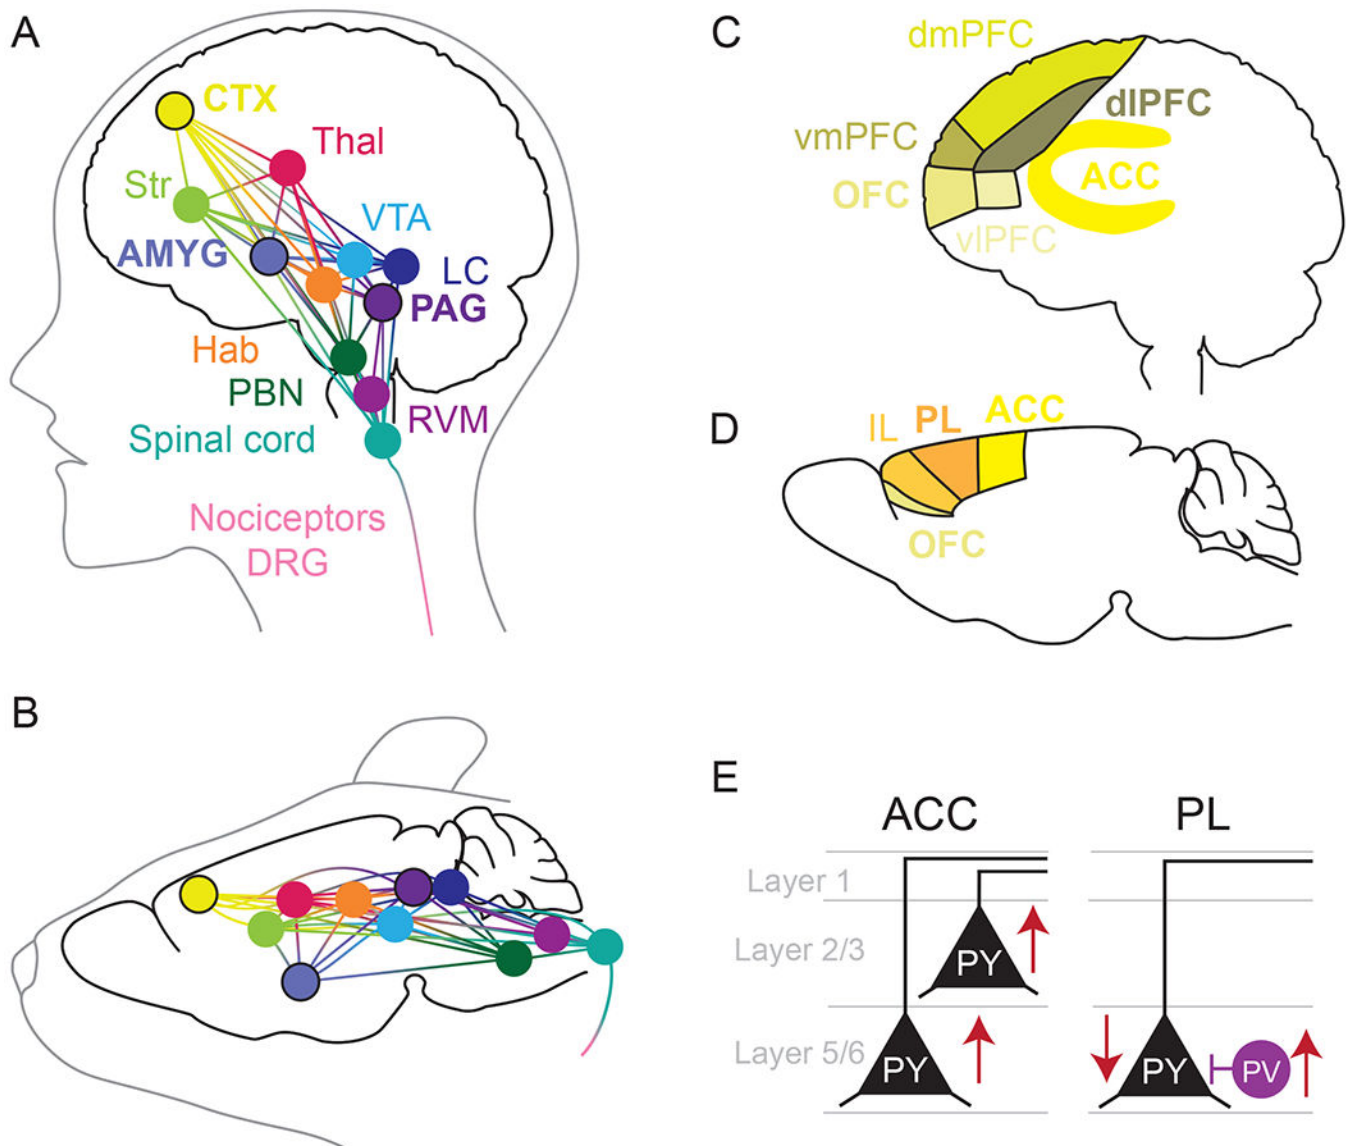 A
CTX
Thal
Str
VTA
AMYG
LC
PAG
Hab
PBN
RVM
Spinal cord
Nociceptors
DRG
B
C
dmPFC
dlPFC
vmPFC
ACC
OFC
vlPFC
D
IL PL ACC
OFC
E
ACC PL
Layer 1
Layer 2/3
PY
Layer 5/6
PY
PY
PV